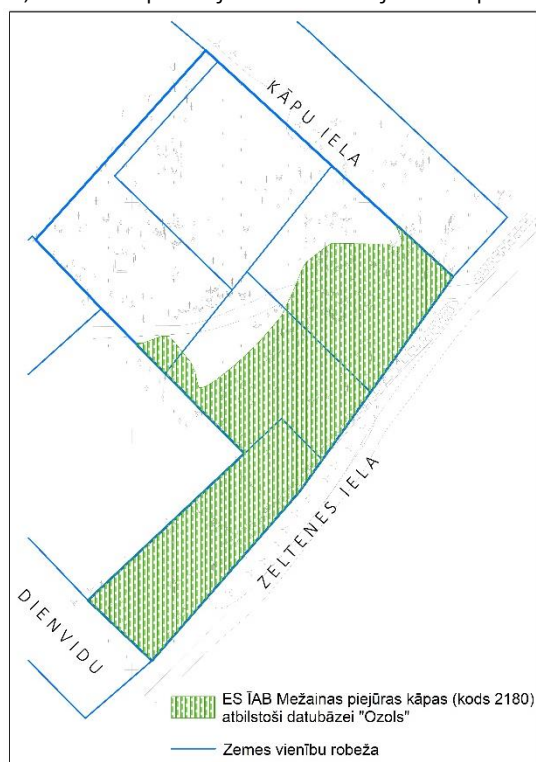 KĀPU IELA
ZELTENES IELA
DIENVIDU
ES ĪAB Mežainas piejūras kāpas (kods 2180)
atbilstoši datubāzei "Ozols"
Zemes vienību robeža